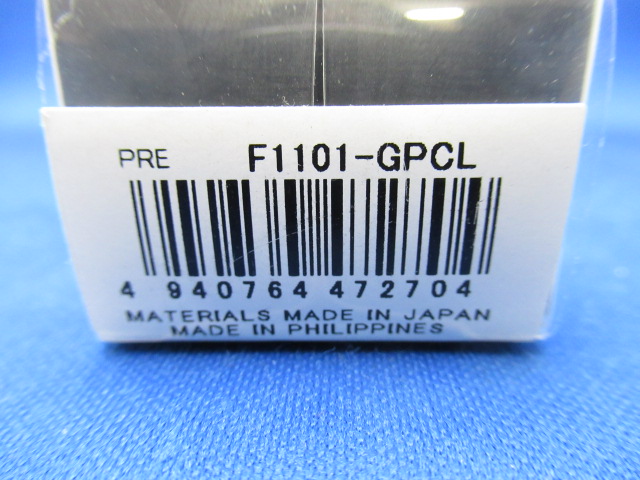 PRE F1101-GPCL
4 940764 472704
MATERIALS MADE IN JAPAN
MADE IN PHILIPPINES